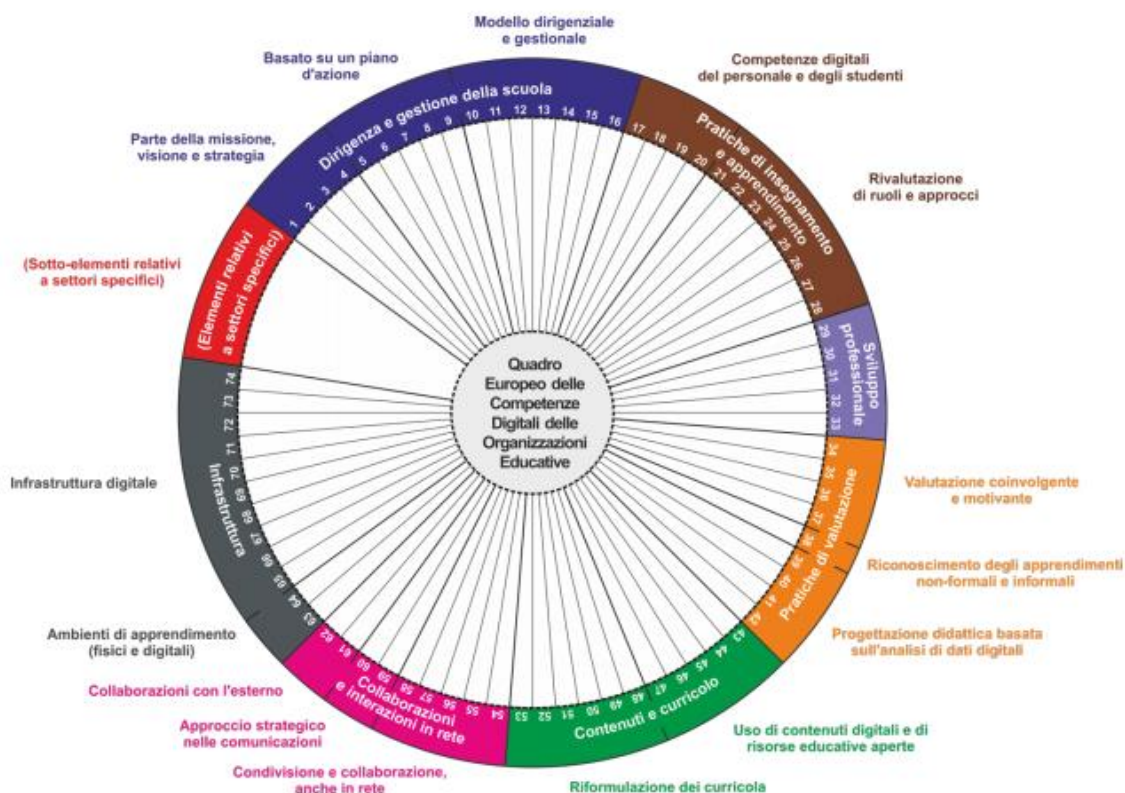 Modello dirigenziale
e gestionale
Basato su un piano
d'azione
Parte della missione,
visione e strategia
Competenze digitali
del personale e degli studenti
Rivalutazione
di ruoli e approcci
Dirigenza e gestione della scuola
1 2 3 4 5 6 7 8 9 10 11 12 13 14 15 16
Pratiche di insegnamento
e apprendimento
17 18 19 20 21 22 23 24 25 26 27 28
Sviluppo
professionale
29 30 31 32 33
Pratiche di valutazione
34 35 36 37 38 39 40 41 42
Valutazione coinvolgente
e motivante
Riconoscimento degli apprendimenti
non-formali e informali
Progettazione didattica basata
sull'analisi di dati digitali
Contenuti e curricolo
43 44 45 46 47 48 49 50 51 52 53
Uso di contenuti digitali e di
risorse educative aperte
Riformulazione dei curricola
Collaborazioni
e interazioni in rete
54 55 56 57 58 59 60 61 62
Condivisione e collaborazione,
anche in rete
Approccio strategico
nelle comunicazioni
Collaborazioni con l'esterno
Infrastruttura
63 64 65 66 67 68 69 70 71 72 73 74
Ambienti di apprendimento
(fisici e digitali)
Infrastruttura digitale
(Elementi relativi
a settori specifici)
(Sotto-elementi relativi
a settori specifici)
Quadro
Europeo delle
Competenze
Digitali delle
Organizzazioni
Educative